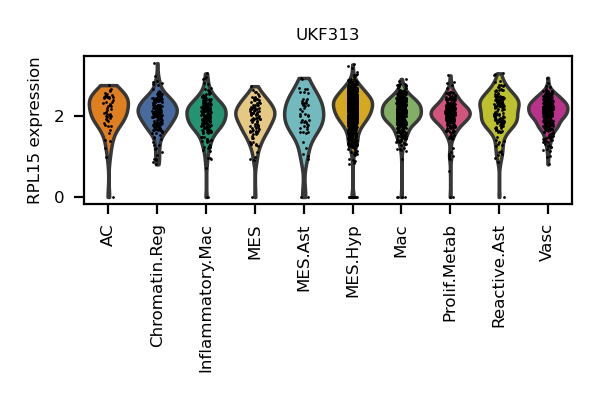 UKF313
RPL15 expression
2
0
AC
Chromatin.Reg
Inflammatory.Mac
MES
MES.Ast
MES.Hyp
Mac
Prolif.Metab
Reactive.Ast
Vasc